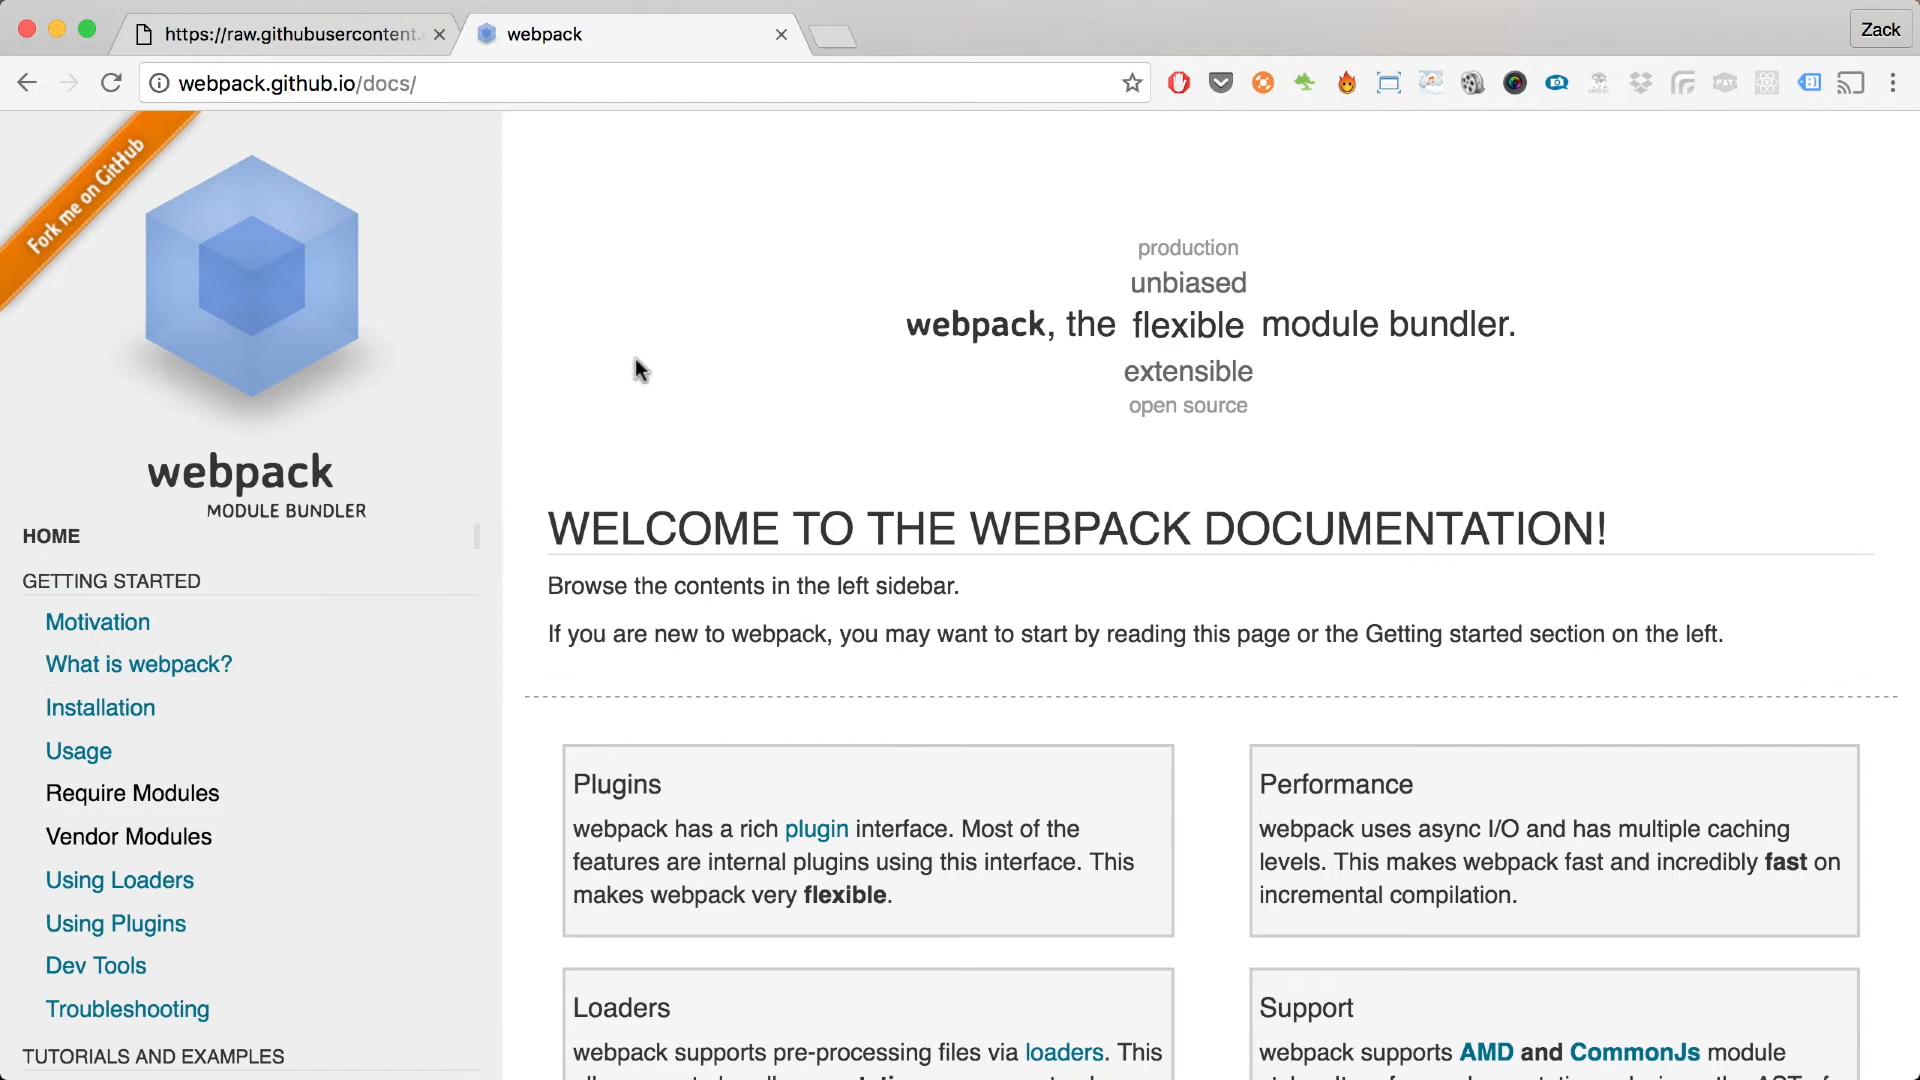 https://raw.githubusercontent.
webpack
Zack
webpack.github.io/docs/
Fork me on GitHub
webpack
MODULE BUNDLER
HOME
GETTING STARTED
Motivation
What is webpack?
Installation
Usage
Require Modules
Vendor Modules
Using Loaders
Using Plugins
Dev Tools
Troubleshooting
TUTORIALS AND EXAMPLES
production
unbiased
webpack, the flexible module bundler.
extensible
open source
WELCOME TO THE WEBPACK DOCUMENTATION!
Browse the contents in the left sidebar.
If you are new to webpack, you may want to start by reading this page or the Getting started section on the left.
Plugins
webpack has a rich plugin interface. Most of the
features are internal plugins using this interface. This
makes webpack very flexible.
Performance
webpack uses async I/O and has multiple caching
levels. This makes webpack fast and incredibly fast on
incremental compilation.
Loaders
webpack supports pre-processing files via loaders. This
Support
webpack supports AMD and CommonJs module